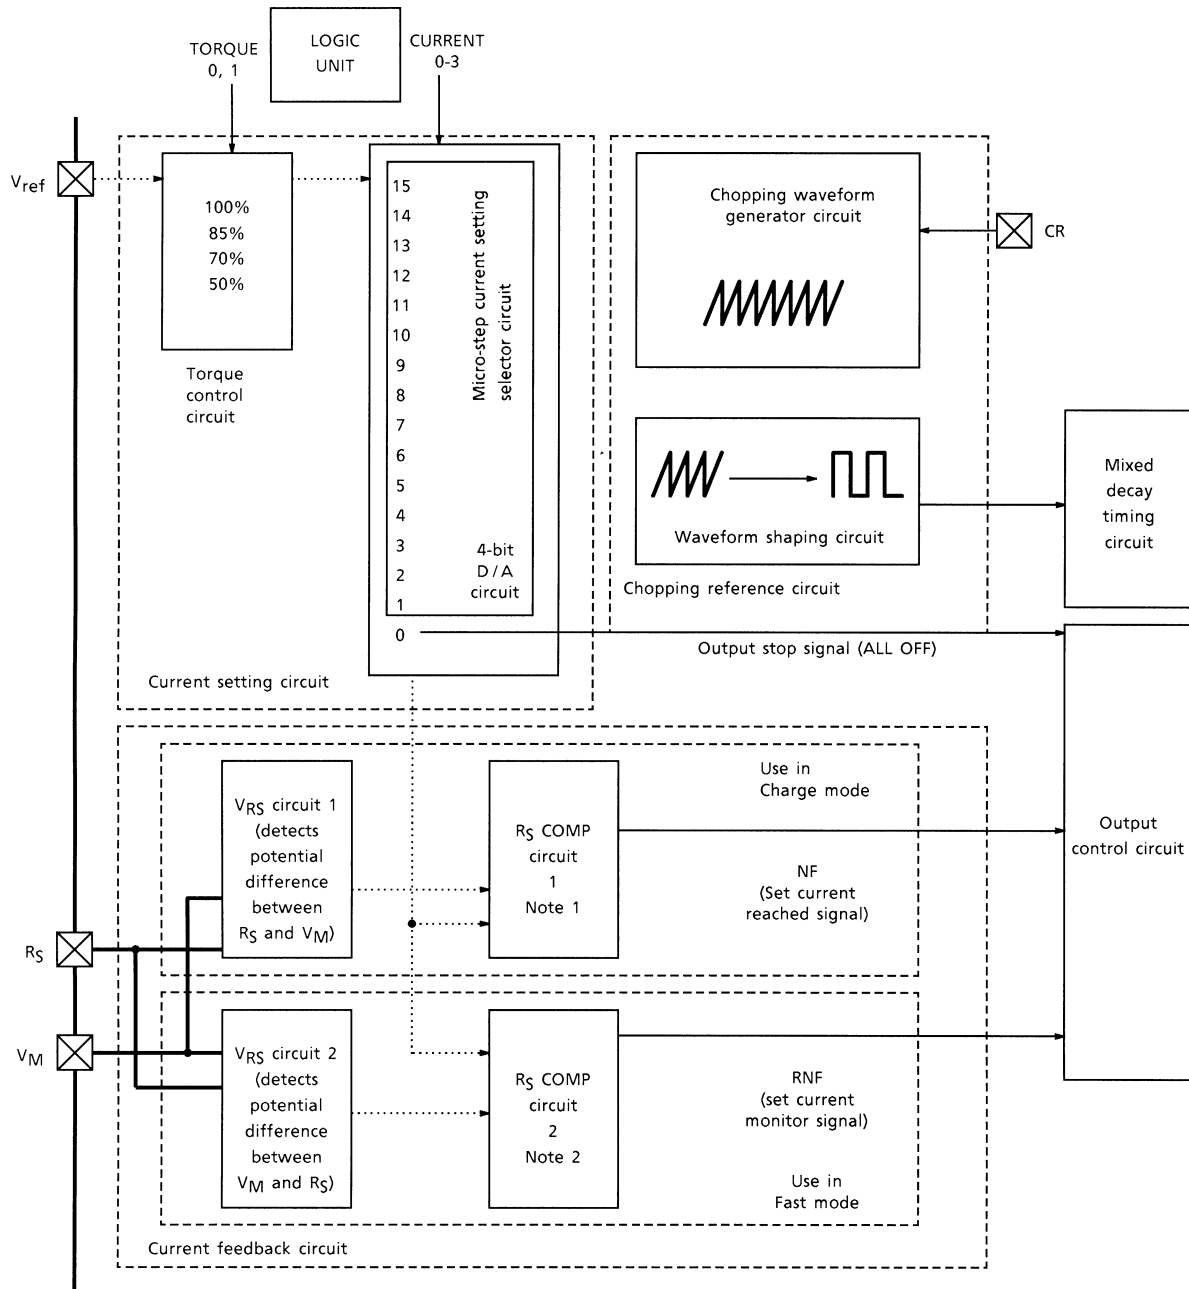 LOGIC
UNIT
TORQUE
0, 1
CURRENT
0-3
Vref
100%
85%
70%
50%
Torque
control
circuit
15
14
13
12
11
10
9
8
7
6
5
4
3
2
1
0
Micro-step current setting
selector circuit
4-bit
D/A
circuit
Current setting circuit
Chopping waveform
generator circuit
CR
Waveform shaping circuit
Chopping reference circuit
Mixed
decay
timing
circuit
Output stop signal (ALL OFF)
Output
control circuit
VRS circuit 1
(detects
potential
difference
between
RS and VM)
RS COMP
circuit
1
Note 1
Use in
Charge mode
NF
(Set current
reached signal)
RS
VM
VRS circuit 2
(detects
potential
difference
between
VM and RS)
RS COMP
circuit
2
Note 2
RNF
(set current
monitor signal)
Use in
Fast mode
Current feedback circuit